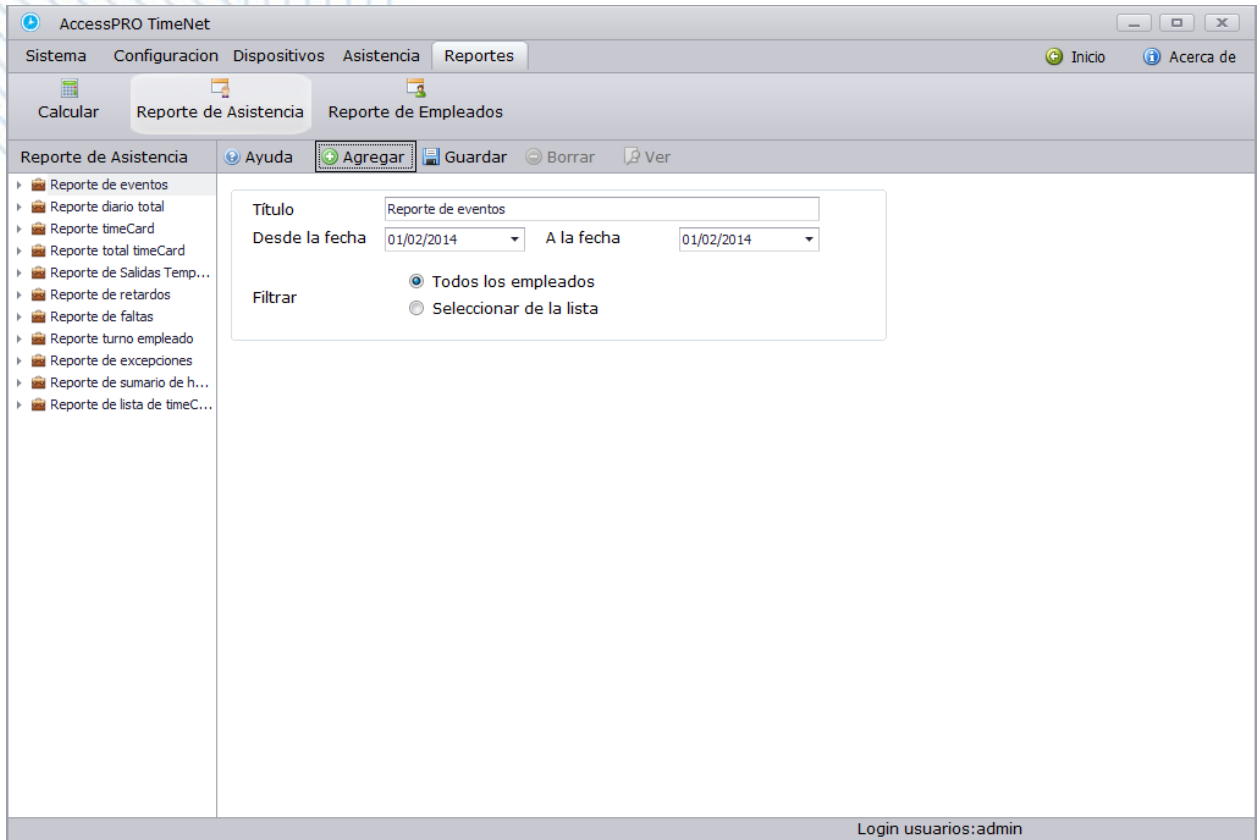 AccessPRO TimeNet
Sistema Configuracion Dispositivos Asistencia Reportes Inicio Acerca de
Calcular Reporte de Asistencia Reporte de Empleados
Reporte de Asistencia Ayuda Agregar Guardar Borrar Ver
Reporte de eventos
Reporte diario total
Reporte timeCard
Reporte total timeCard
Reporte de Salidas Temp...
Reporte de retardos
Reporte de faltas
Reporte turno empleado
Reporte de excepciones
Reporte de sumario de h...
Reporte de lista de timeC...
Título Reporte de eventos
Desde la fecha 01/02/2014 A la fecha 01/02/2014
Filtrar
Todos los empleados
Seleccionar de la lista
Login usuarios:admin